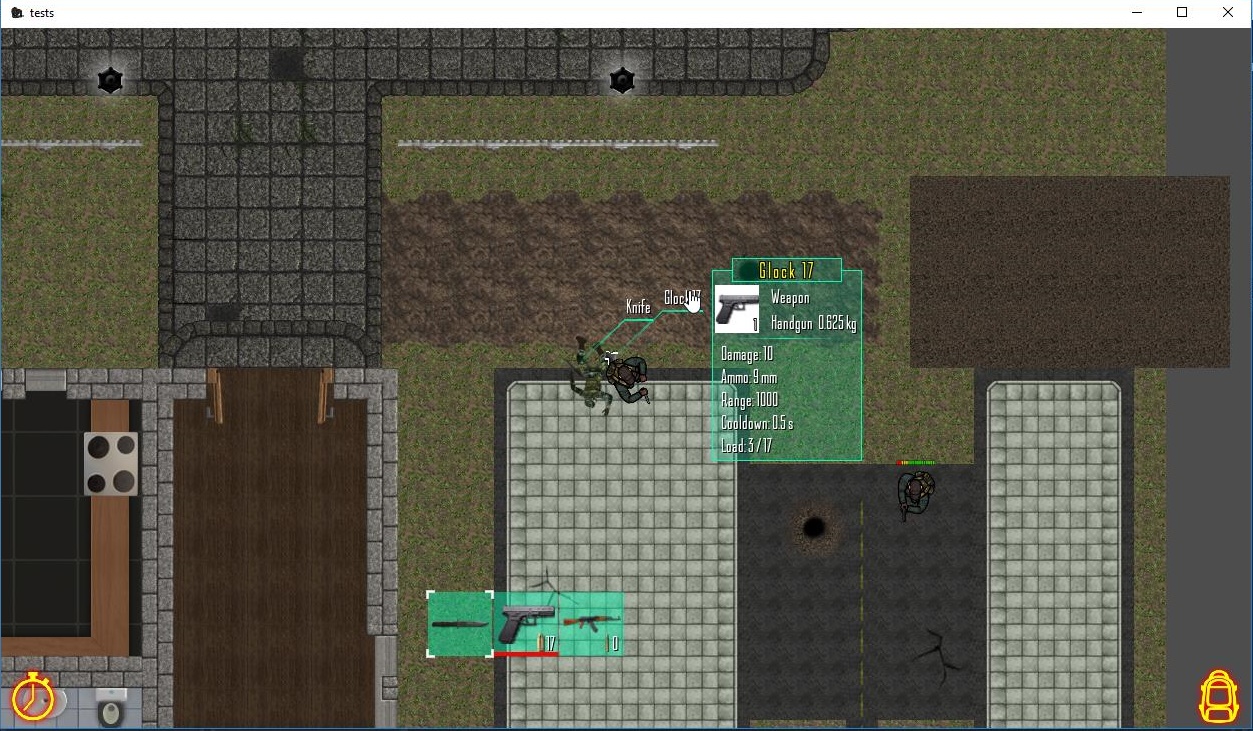 tests
Glock 17
Knife
Weapon
1
Handgun 0.625 kg
Damage: 10
Ammo: 9 mm
Range: 1000
Cooldown: 0.5 s
Load: 3 / 17
17
0